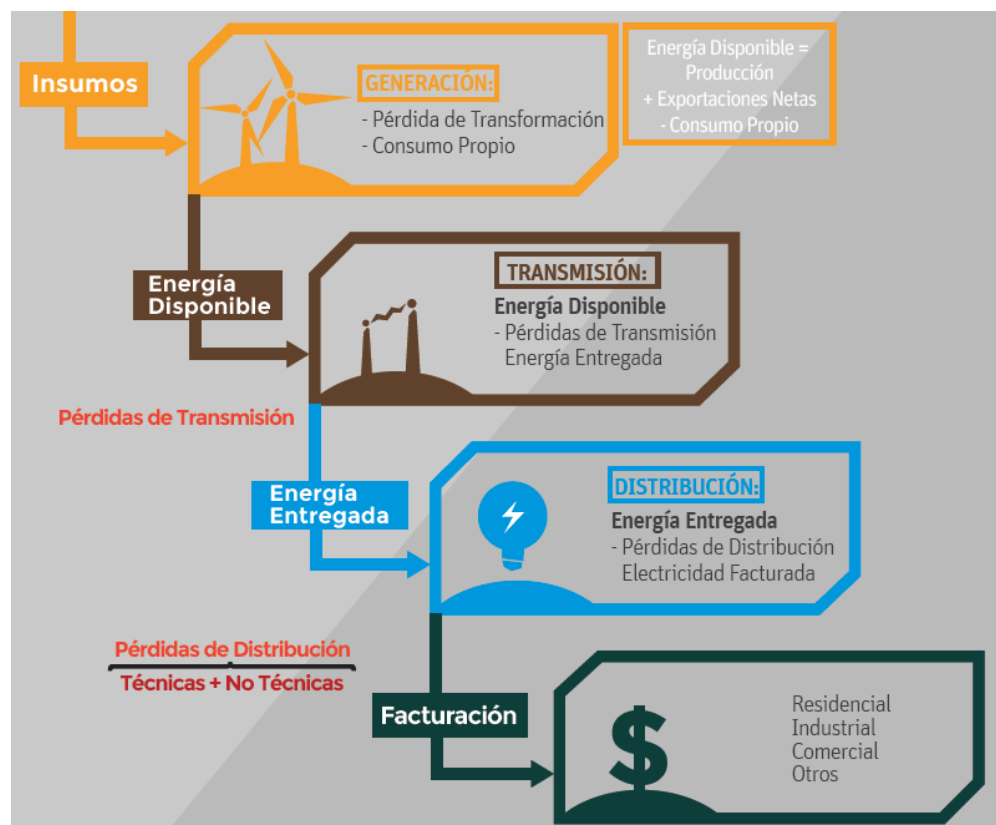 Insumos
GENERACIÓN:
- Pérdida de Transformación
- Consumo Propio
Energía Disponible =
Producción
+ Exportaciones Netas
- Consumo Propio
Energía
Disponible
TRANSMISIÓN:
Energía Disponible
- Pérdidas de Transmisión
Energía Entregada
Pérdidas de Transmisión
Energía
Entregada
DISTRIBUCIÓN:
Energía Entregada
- Pérdidas de Distribución
Electricidad Facturada
Pérdidas de Distribución
Técnicas + No Técnicas
Facturación
$
Residencial
Industrial
Comercial
Otros